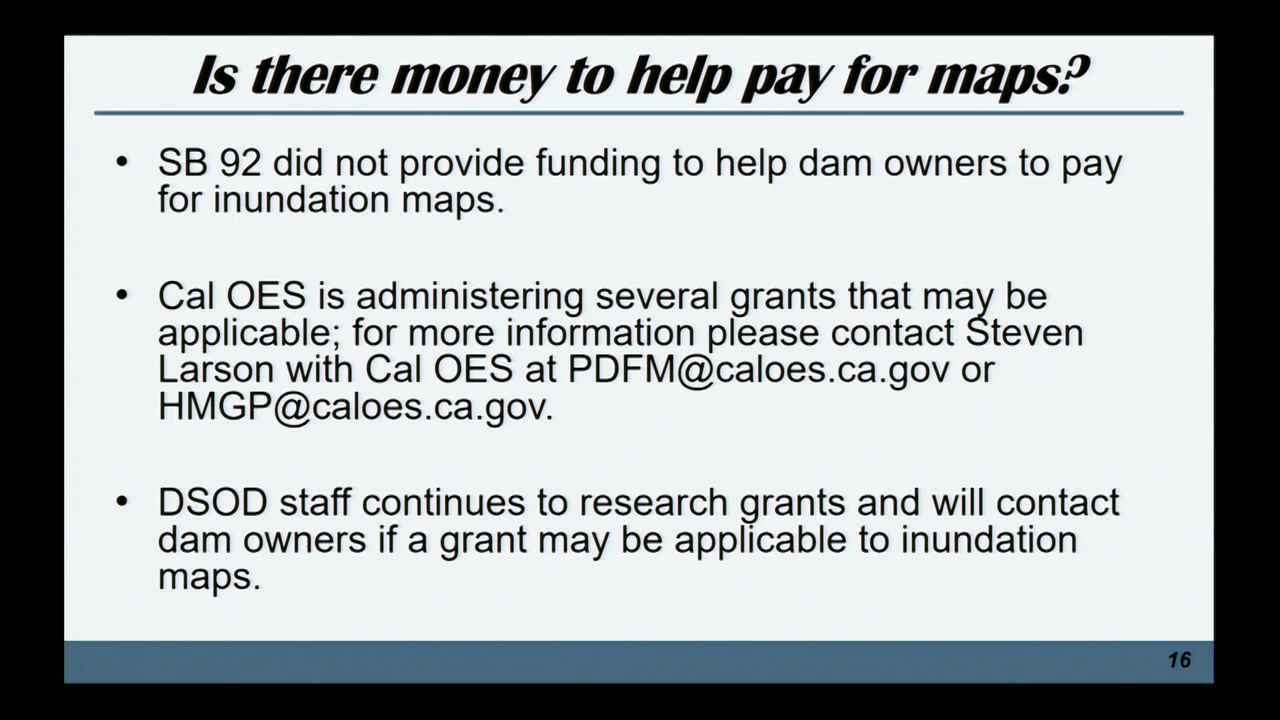 Is there money to help pay for maps?
• SB 92 did not provide funding to help dam owners to pay
for inundation maps.
• Cal OES is administering several grants that may be
applicable; for more information please contact Steven
Larson with Cal OES at PDFM@caloes.ca.gov or
HMGP@caloes.ca.gov.
• DSOD staff continues to research grants and will contact
dam owners if a grant may be applicable to inundation
maps.
16